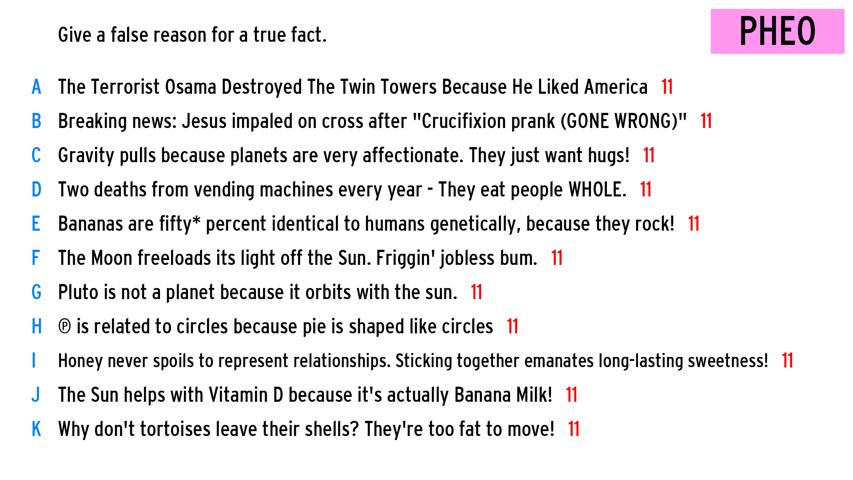 Give a false reason for a true fact.
PHEO
A The Terrorist Osama Destroyed The Twin Towers Because He Liked America 11
B Breaking news: Jesus impaled on cross after "Crucifixion prank (GONE WRONG)" 11
C Gravity pulls because planets are very affectionate. They just want hugs! 11
D Two deaths from vending machines every year - They eat people WHOLE. 11
E Bananas are fifty* percent identical to humans genetically, because they rock! 11
F The Moon freeloads its light off the Sun. Friggin' jobless bum. 11
G Pluto is not a planet because it orbits with the sun. 11
H ℗ is related to circles because pie is shaped like circles 11
I Honey never spoils to represent relationships. Sticking together emanates long-lasting sweetness! 11
J The Sun helps with Vitamin D because it's actually Banana Milk! 11
K Why don't tortoises leave their shells? They're too fat to move! 11